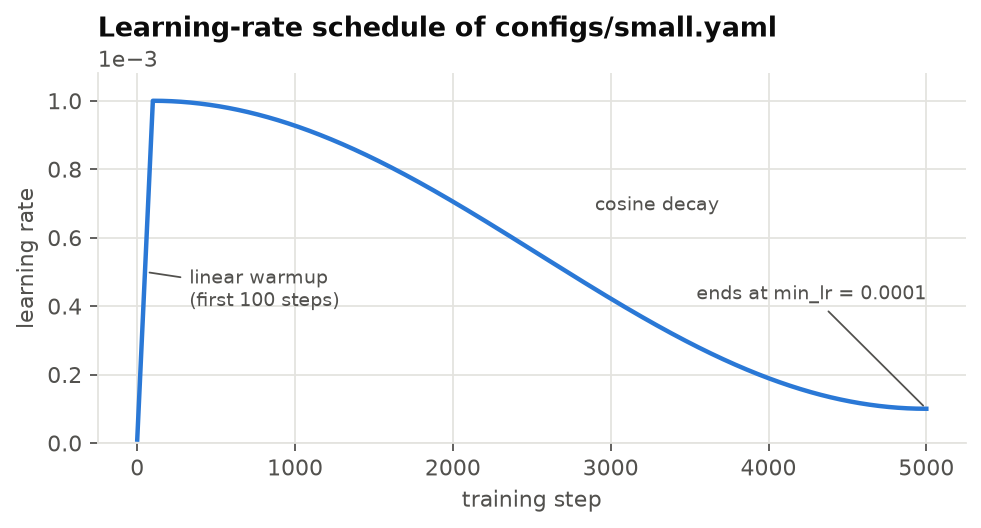 Learning-rate schedule of configs/small.yaml
1e−3
1.0
0.8
0.6
0.4
0.2
0.0
learning rate
cosine decay
linear warmup
(first 100 steps)
ends at min_lr = 0.0001
0 1000 2000 3000 4000 5000
training step